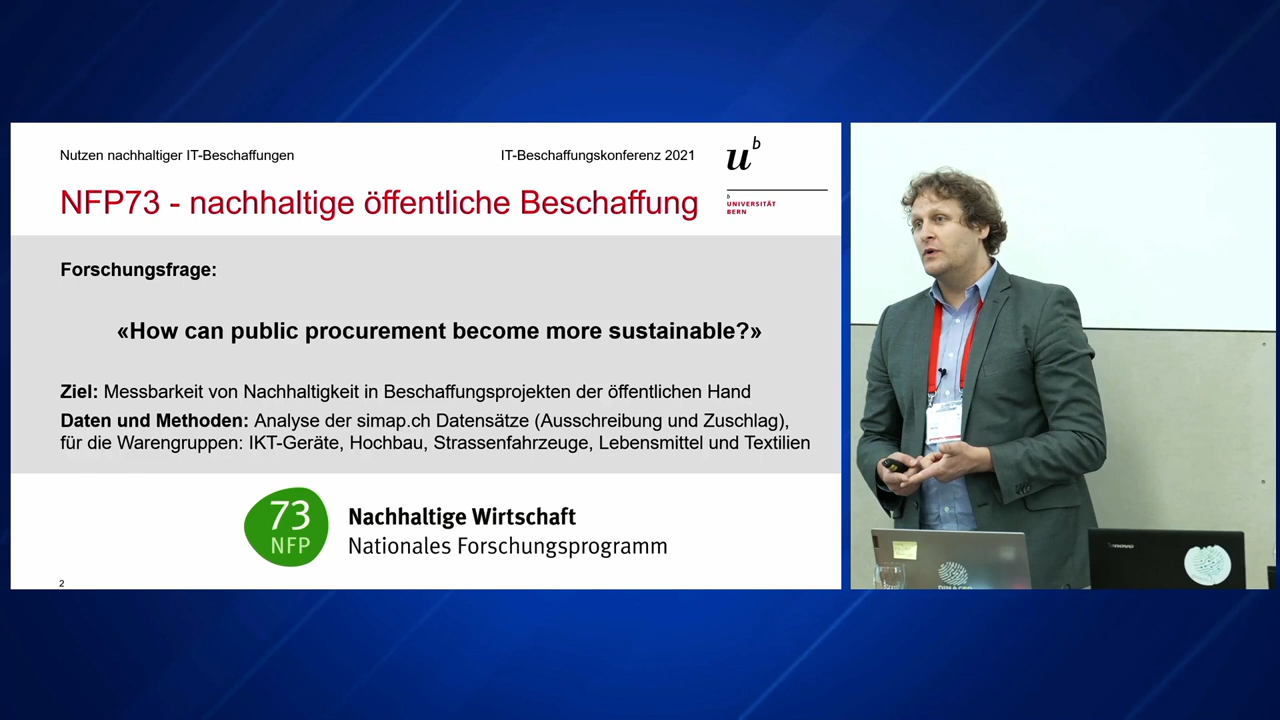 Nutzen nachhaltiger IT-Beschaffungen
IT-Beschaffungskonferenz 2021
u^b
NFP73 - nachhaltige öffentliche Beschaffung
b
UNIVERSITÄT
BERN
Forschungsfrage:
«How can public procurement become more sustainable?»
Ziel: Messbarkeit von Nachhaltigkeit in Beschaffungsprojekten der öffentlichen Hand
Daten und Methoden: Analyse der simap.ch Datensätze (Ausschreibung und Zuschlag),
für die Warengruppen: IKT-Geräte, Hochbau, Strassenfahrzeuge, Lebensmittel und Textilien
73
NFP
Nachhaltige Wirtschaft
Nationales Forschungsprogramm
2
lenovo